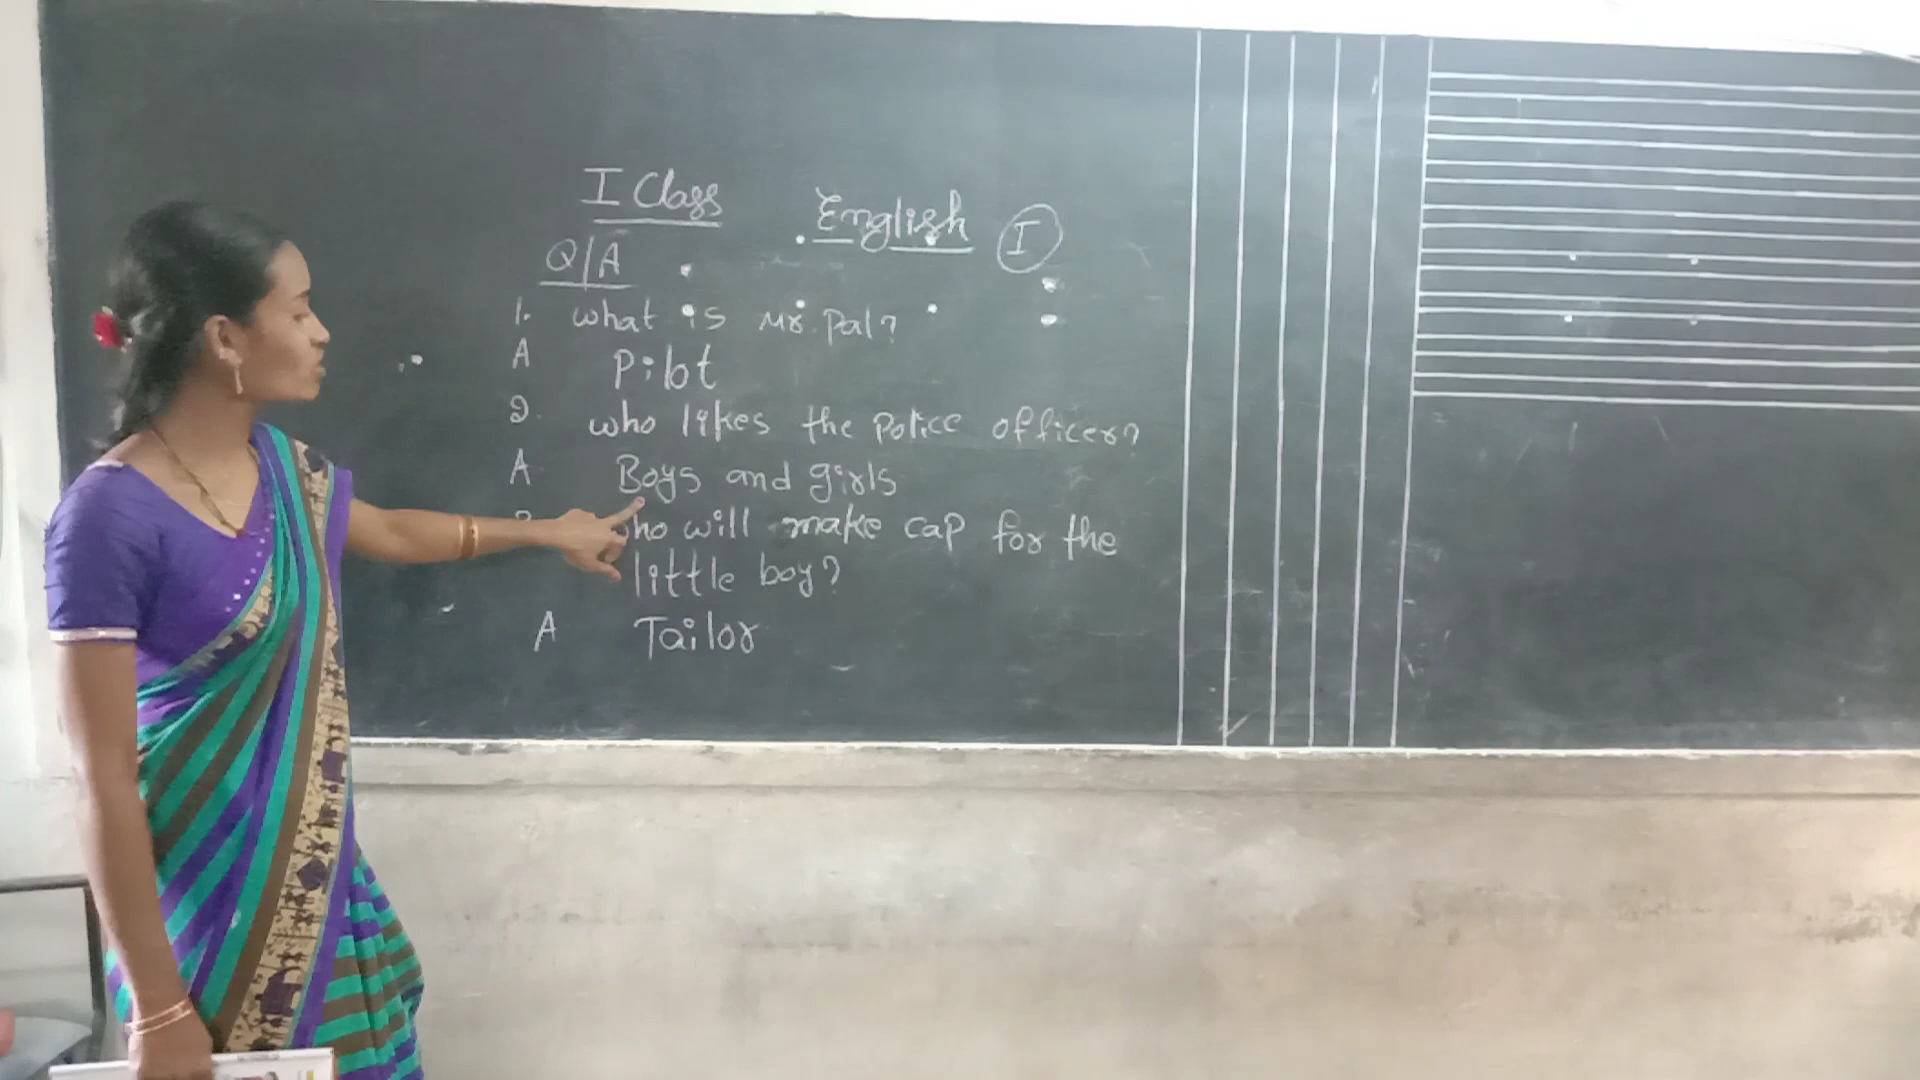 I Class
English I
Q/A
1. what is Mr. Pal?
A Pilot
2. who likes the police officer?
A Boys and girls
who will make cap for the
little boy?
A Tailor